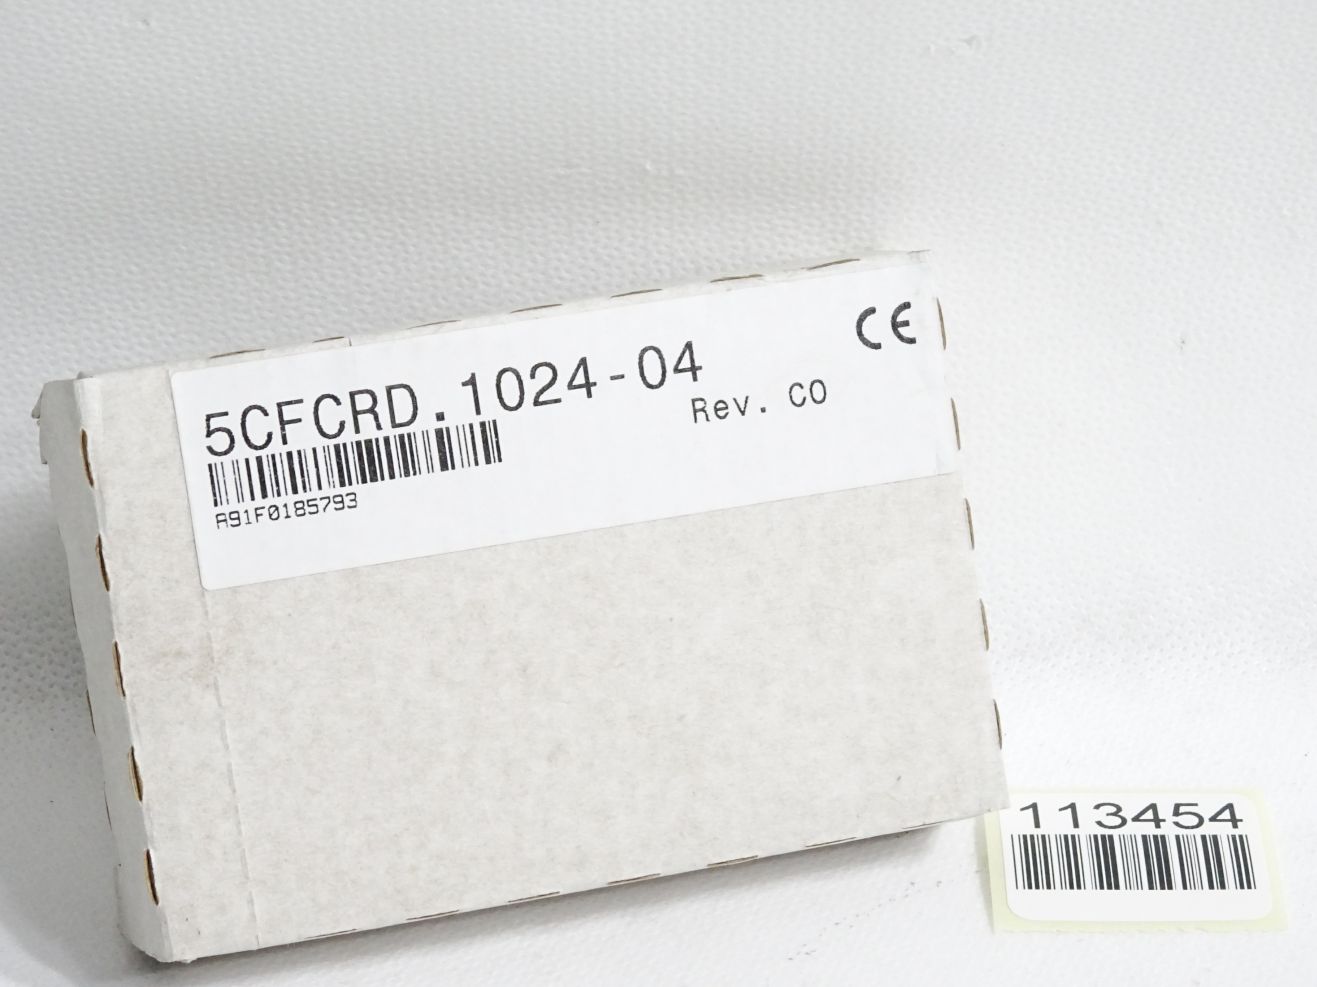 CE
5CFCRD.1024-04
Rev. C0
A91F0185793
113454